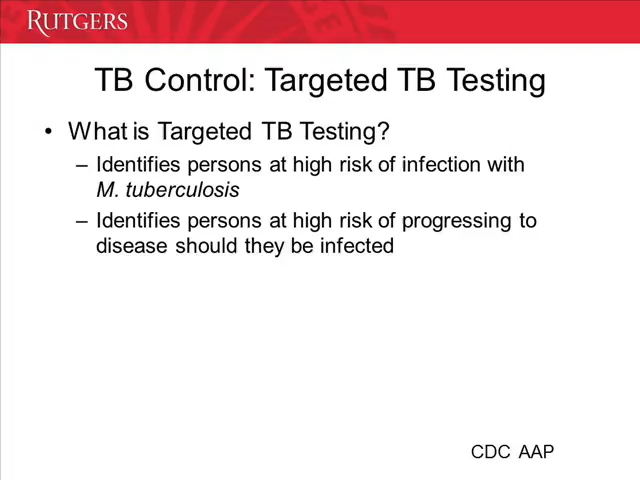 RUTGERS
TB Control: Targeted TB Testing
• What is Targeted TB Testing?
– Identifies persons at high risk of infection with
M. tuberculosis
– Identifies persons at high risk of progressing to
disease should they be infected
CDC AAP